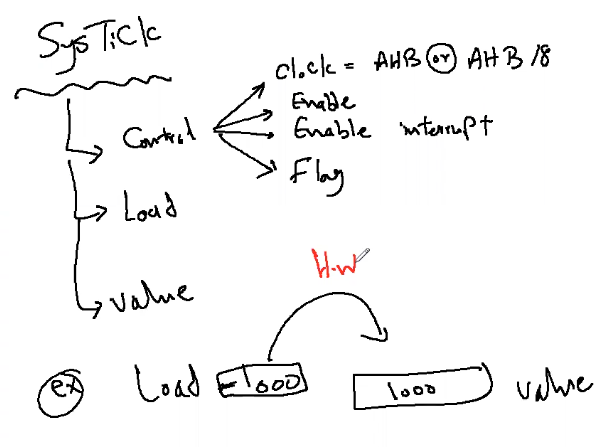 SysTick
Clock = AHB or AHB /8
Enable
Control
Enable interrupt
Flag
Load
H.W
value
ex Load = 1000 1000 value